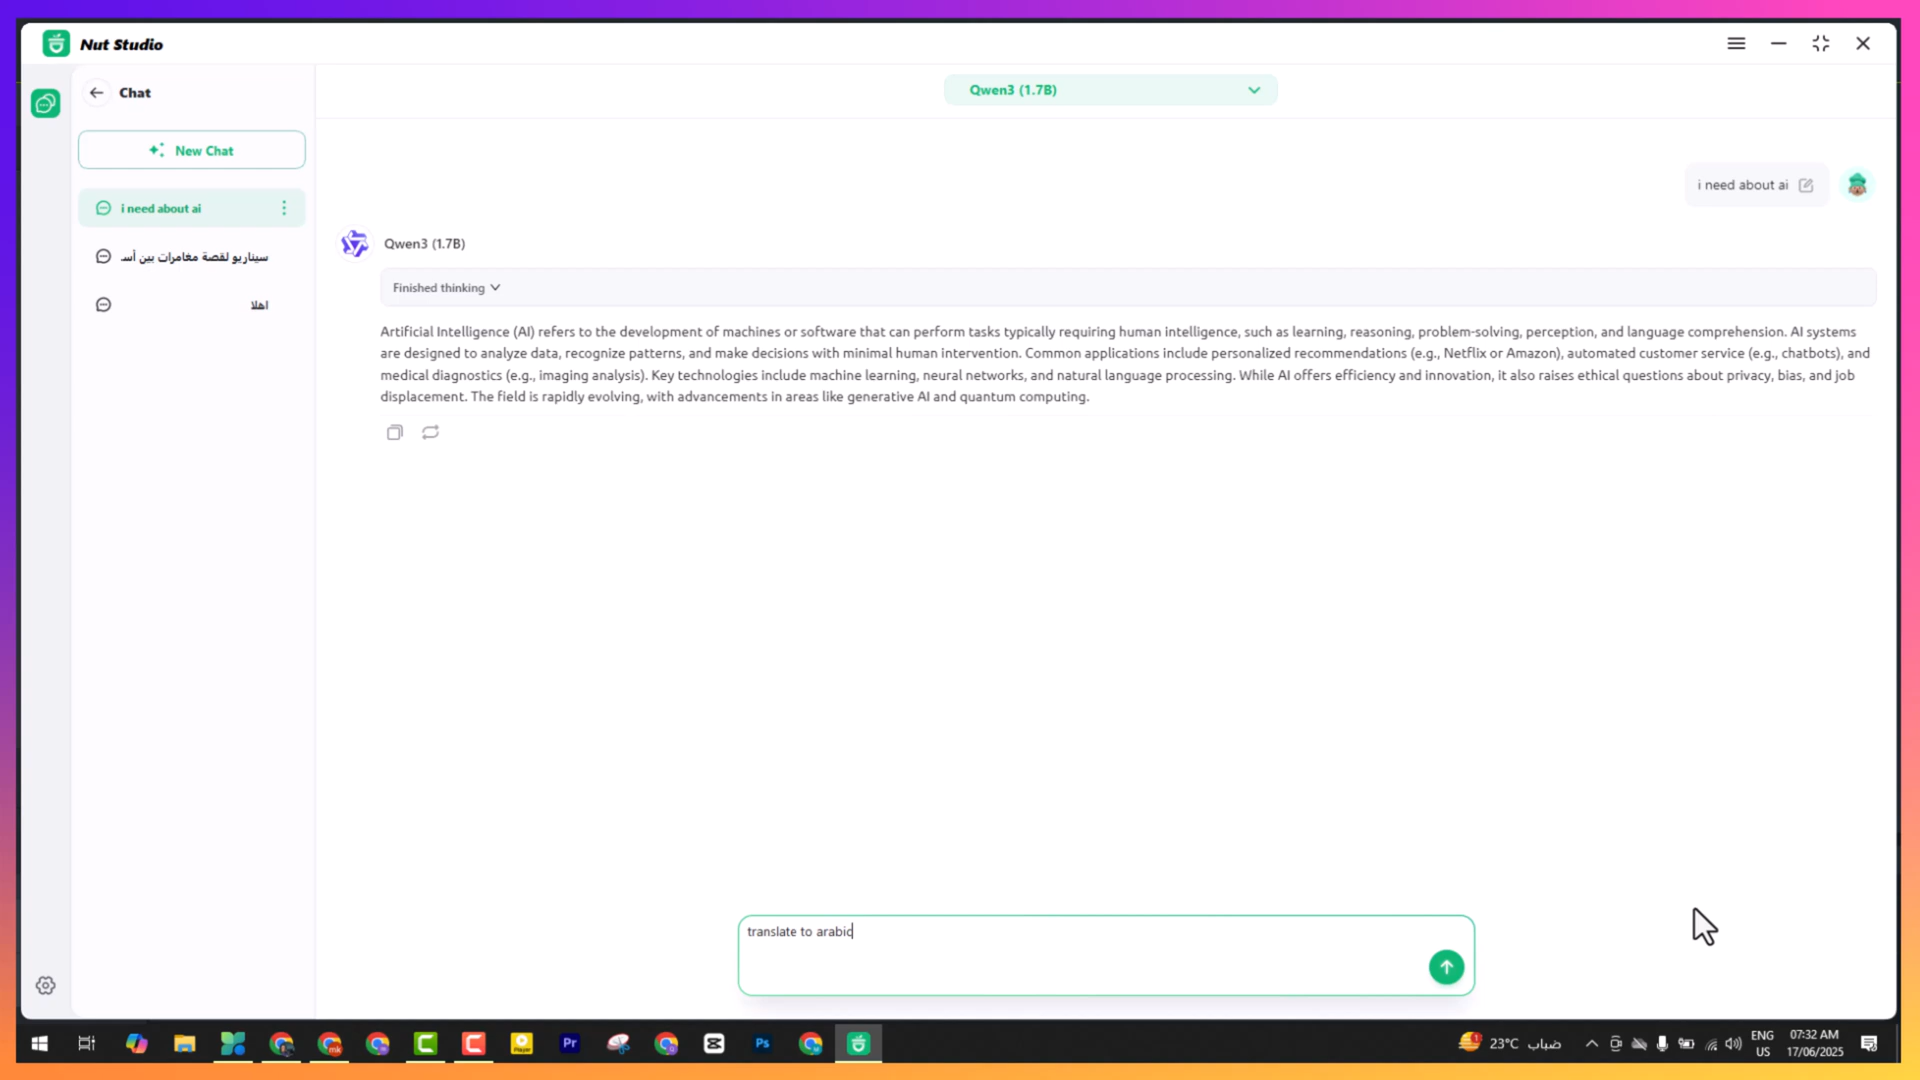 Nut Studio
Chat
Qwen3 (1.7B)
New Chat
i need about ai
i need about ai
سيناريو لقصة مغامرات بين أسـ
اهلا
Qwen3 (1.7B)
Finished thinking
Artificial Intelligence (AI) refers to the development of machines or software that can perform tasks typically requiring human intelligence, such as learning, reasoning, problem-solving, perception, and language comprehension. AI systems
are designed to analyze data, recognize patterns, and make decisions with minimal human intervention. Common applications include personalized recommendations (e.g., Netflix or Amazon), automated customer service (e.g., chatbots), and
medical diagnostics (e.g., imaging analysis). Key technologies include machine learning, neural networks, and natural language processing. While AI offers efficiency and innovation, it also raises ethical questions about privacy, bias, and job
displacement. The field is rapidly evolving, with advancements in areas like generative AI and quantum computing.
translate to arabic
Pr
Ps
23°C ضباب
ENG
US
07:32 AM
17/06/2025